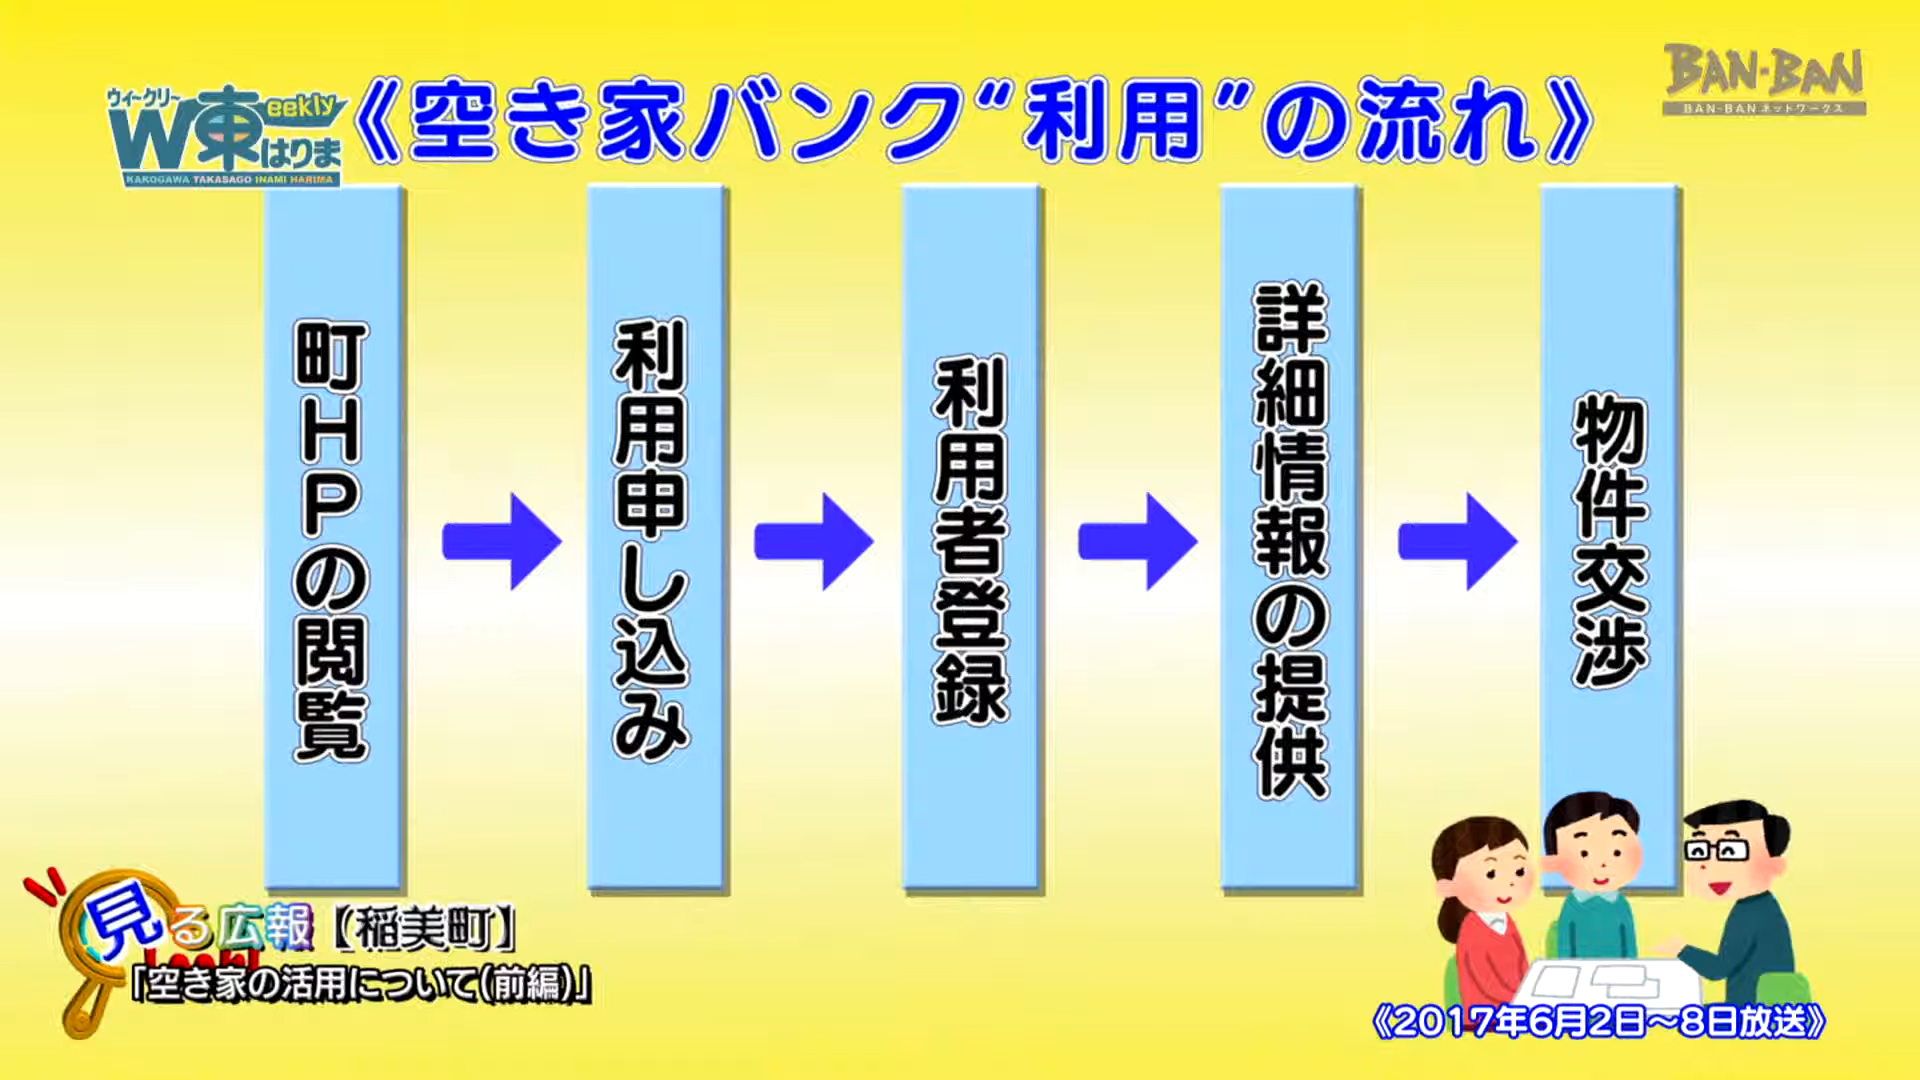 ウィークリー
Weekly 東はりま
KAKOGAWA TAKASAGO INAMI HARIMA
《空き家バンク“利用”の流れ》
BAN-BAN
BAN-BANネットワークス
町HPの閲覧
利用申し込み
利用者登録
詳細情報の提供
物件交渉
見る広報【稲美町】
Look!
「空き家の活用について(前編)」
《2017年6月2日～8日放送》